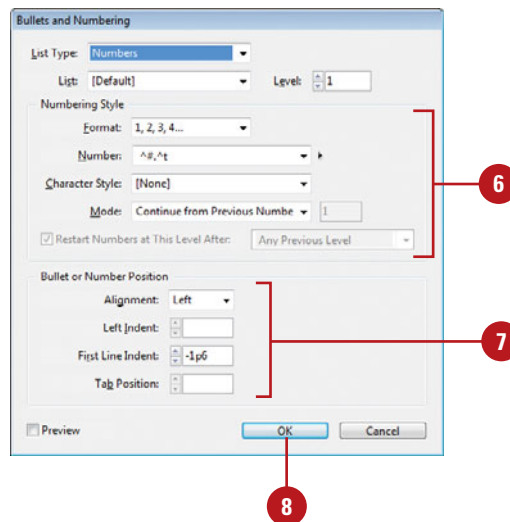 Bullets and Numbering
List Type: Numbers
List: [Default] Level: 1
Numbering Style
Format: 1, 2, 3, 4...
Number: ^#.^t
Character Style: [None]
Mode: Continue from Previous Numbe 1
Restart Numbers at This Level After: Any Previous Level
6
Bullet or Number Position
Alignment: Left
Left Indent:
First Line Indent: -1p6
Tab Position:
7
Preview OK Cancel
8